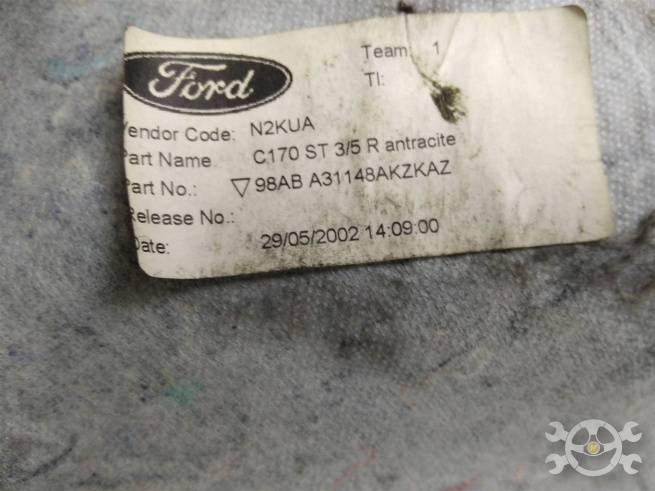 Ford
Team: 1
TI:
Vendor Code: N2KUA
Part Name C170 ST 3/5 R antracite
Part No.: ▽98AB A31148AKZKAZ
Release No.:
Date: 29/05/2002 14:09:00